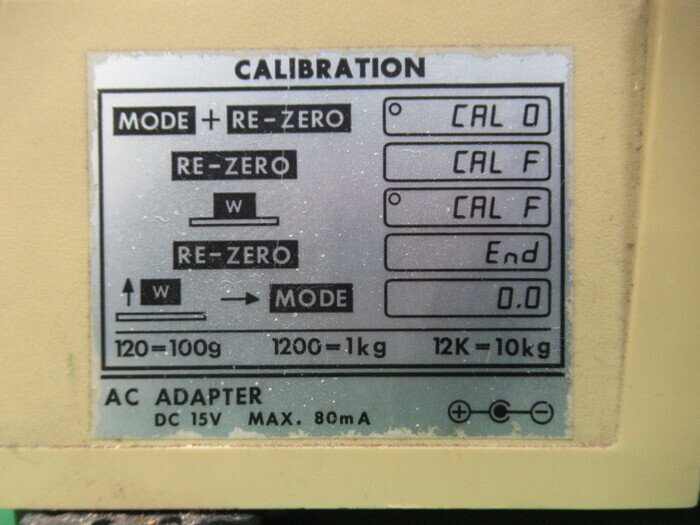 CALIBRATION
MODE + RE-ZERO CAL 0
RE-ZERO CAL F
W CAL F
RE-ZERO End
↑ W → MODE 0.0
120=100g 1200=1kg 12K=10kg
AC ADAPTER
DC 15V MAX. 80mA